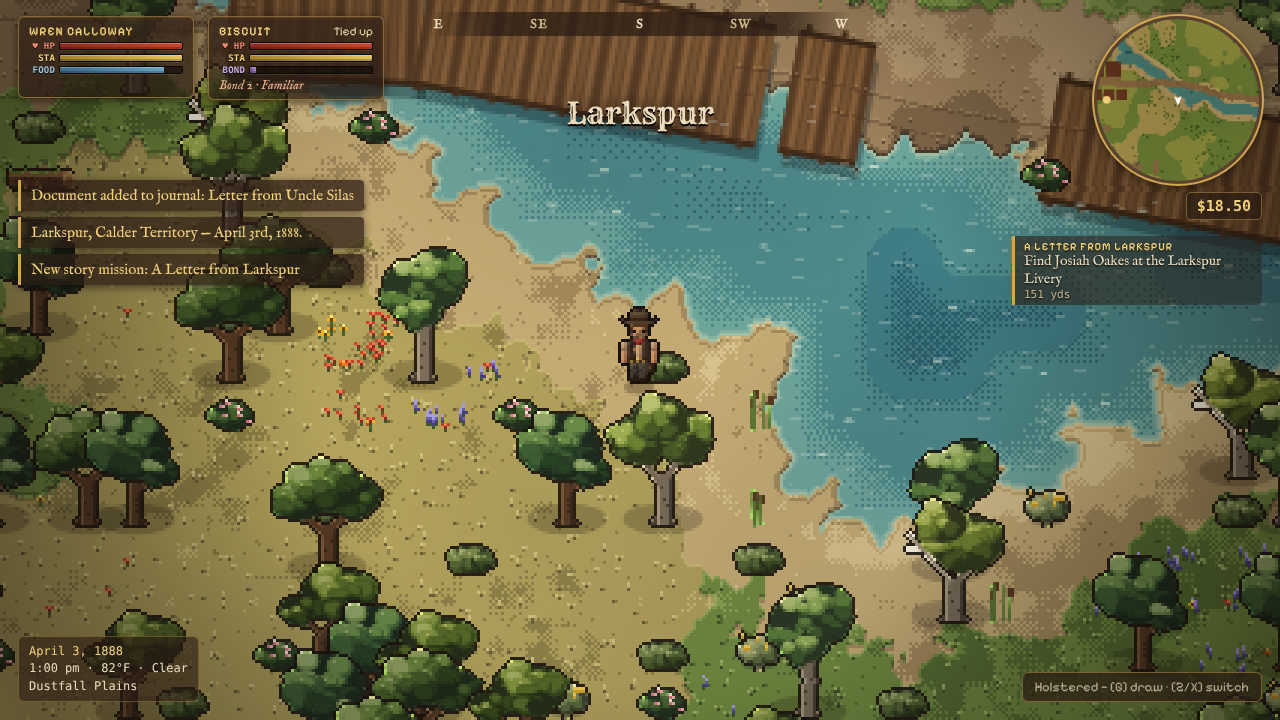 WREN CALLOWAY
♥ HP
STA
FOOD
BISCUIT Tied up
♥ HP
STA
BOND
Bond 2 · Familiar
E SE S SW W
Larkspur
Document added to journal: Letter from Uncle Silas
Larkspur, Calder Territory — April 3rd, 1888.
New story mission: A Letter from Larkspur
$18.50
A LETTER FROM LARKSPUR
Find Josiah Oakes at the Larkspur
Livery
151 yds
April 3, 1888
1:00 pm · 82°F · Clear
Dustfall Plains
Holstered - (G) draw · (Z/X) switch